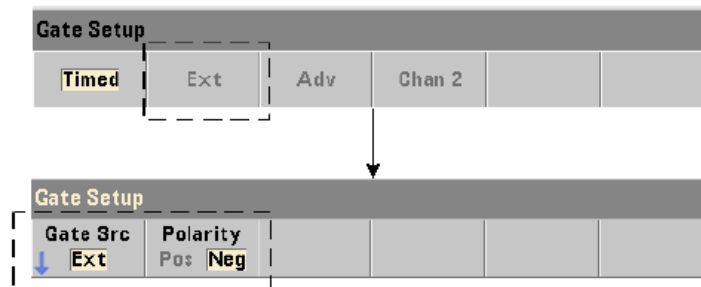 Gate Setup
Timed Ext Adv Chan 2
Gate Setup
Gate Src Polarity
Ext Pos Neg